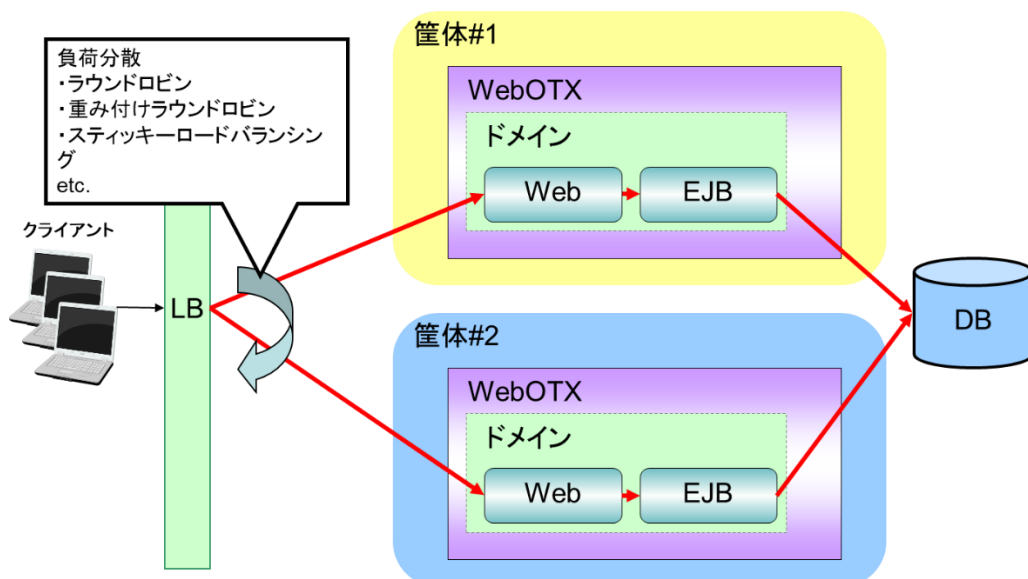 負荷分散
・ラウンドロビン
・重み付けラウンドロビン
・スティッキーロードバランシン
グ
etc.
クライアント
LB
筐体#1
WebOTX
ドメイン
Web
EJB
筐体#2
WebOTX
ドメイン
Web
EJB
DB